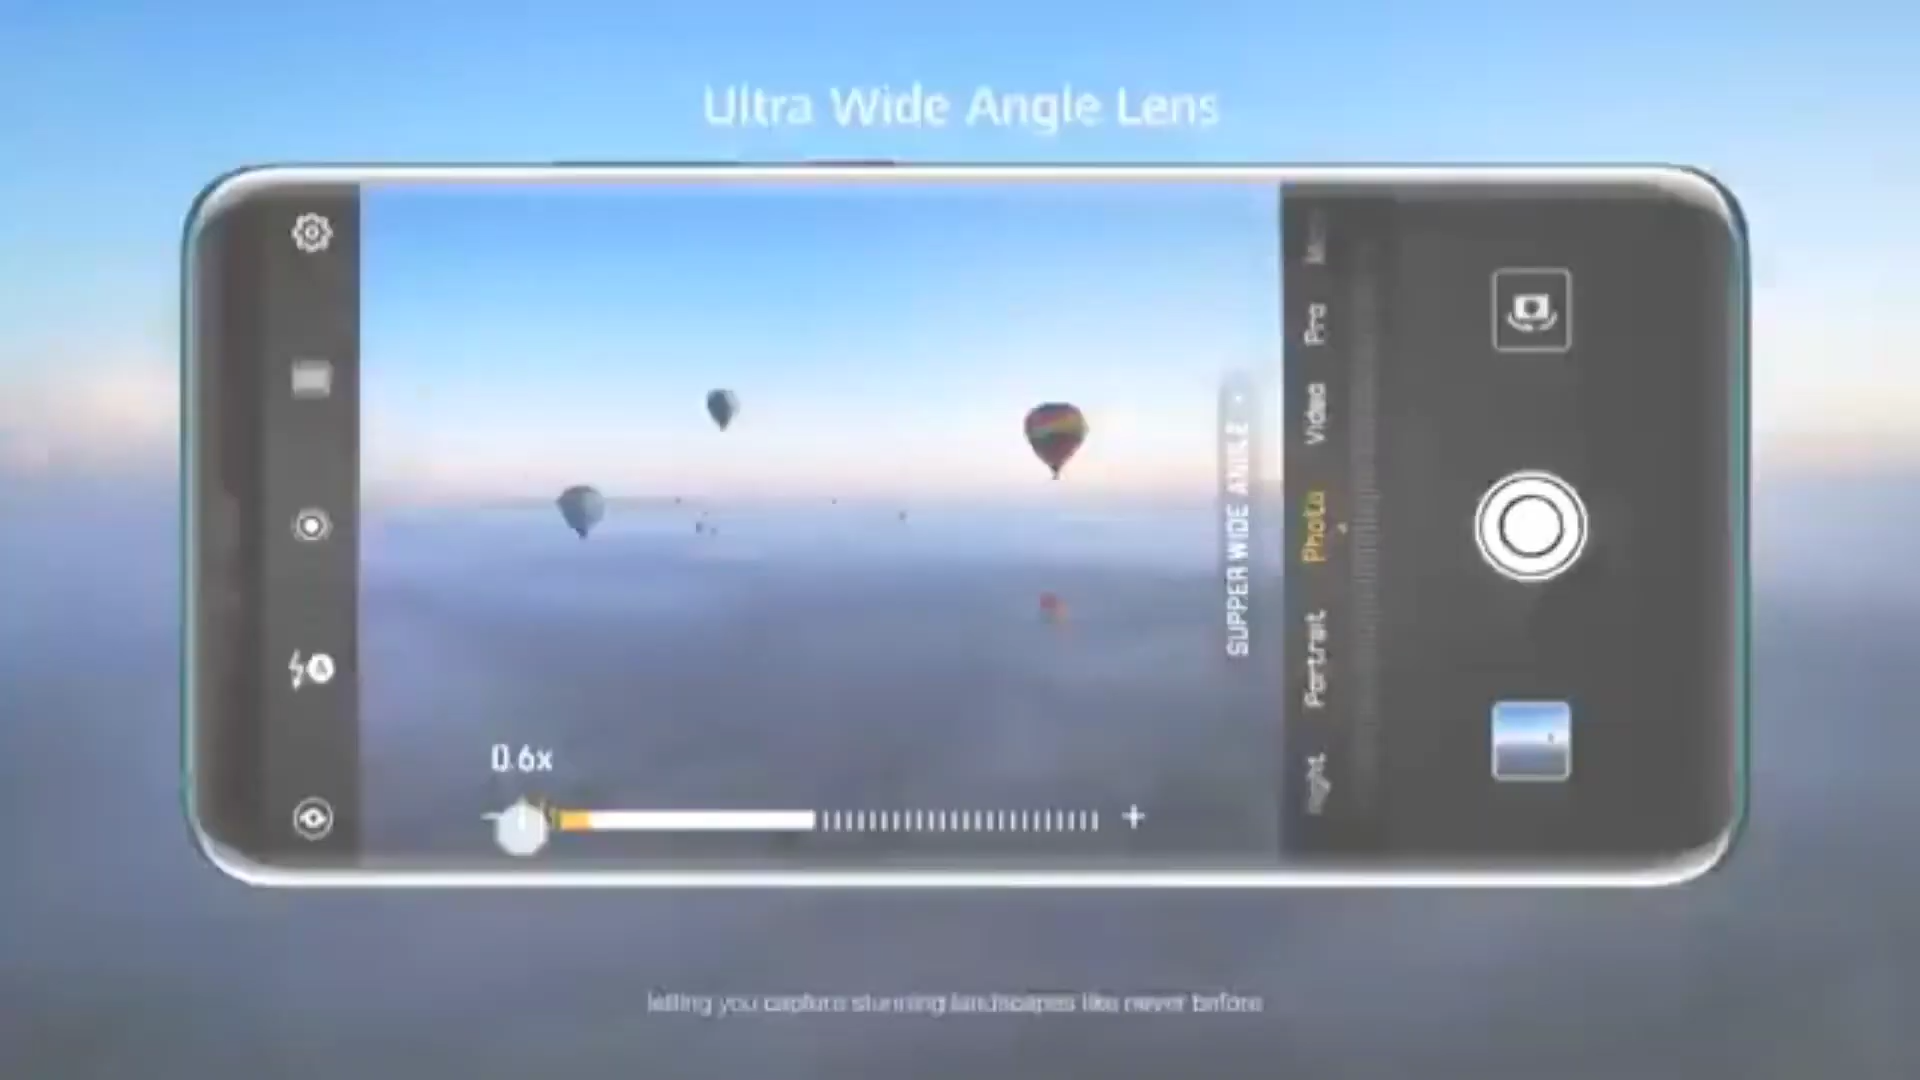 Ultra Wide Angle Lens
SUPPER WIDE ANGLE
Pro
Video
Photo
Portrait
Night
0.6x
letting you capture stunning landscapes like never before